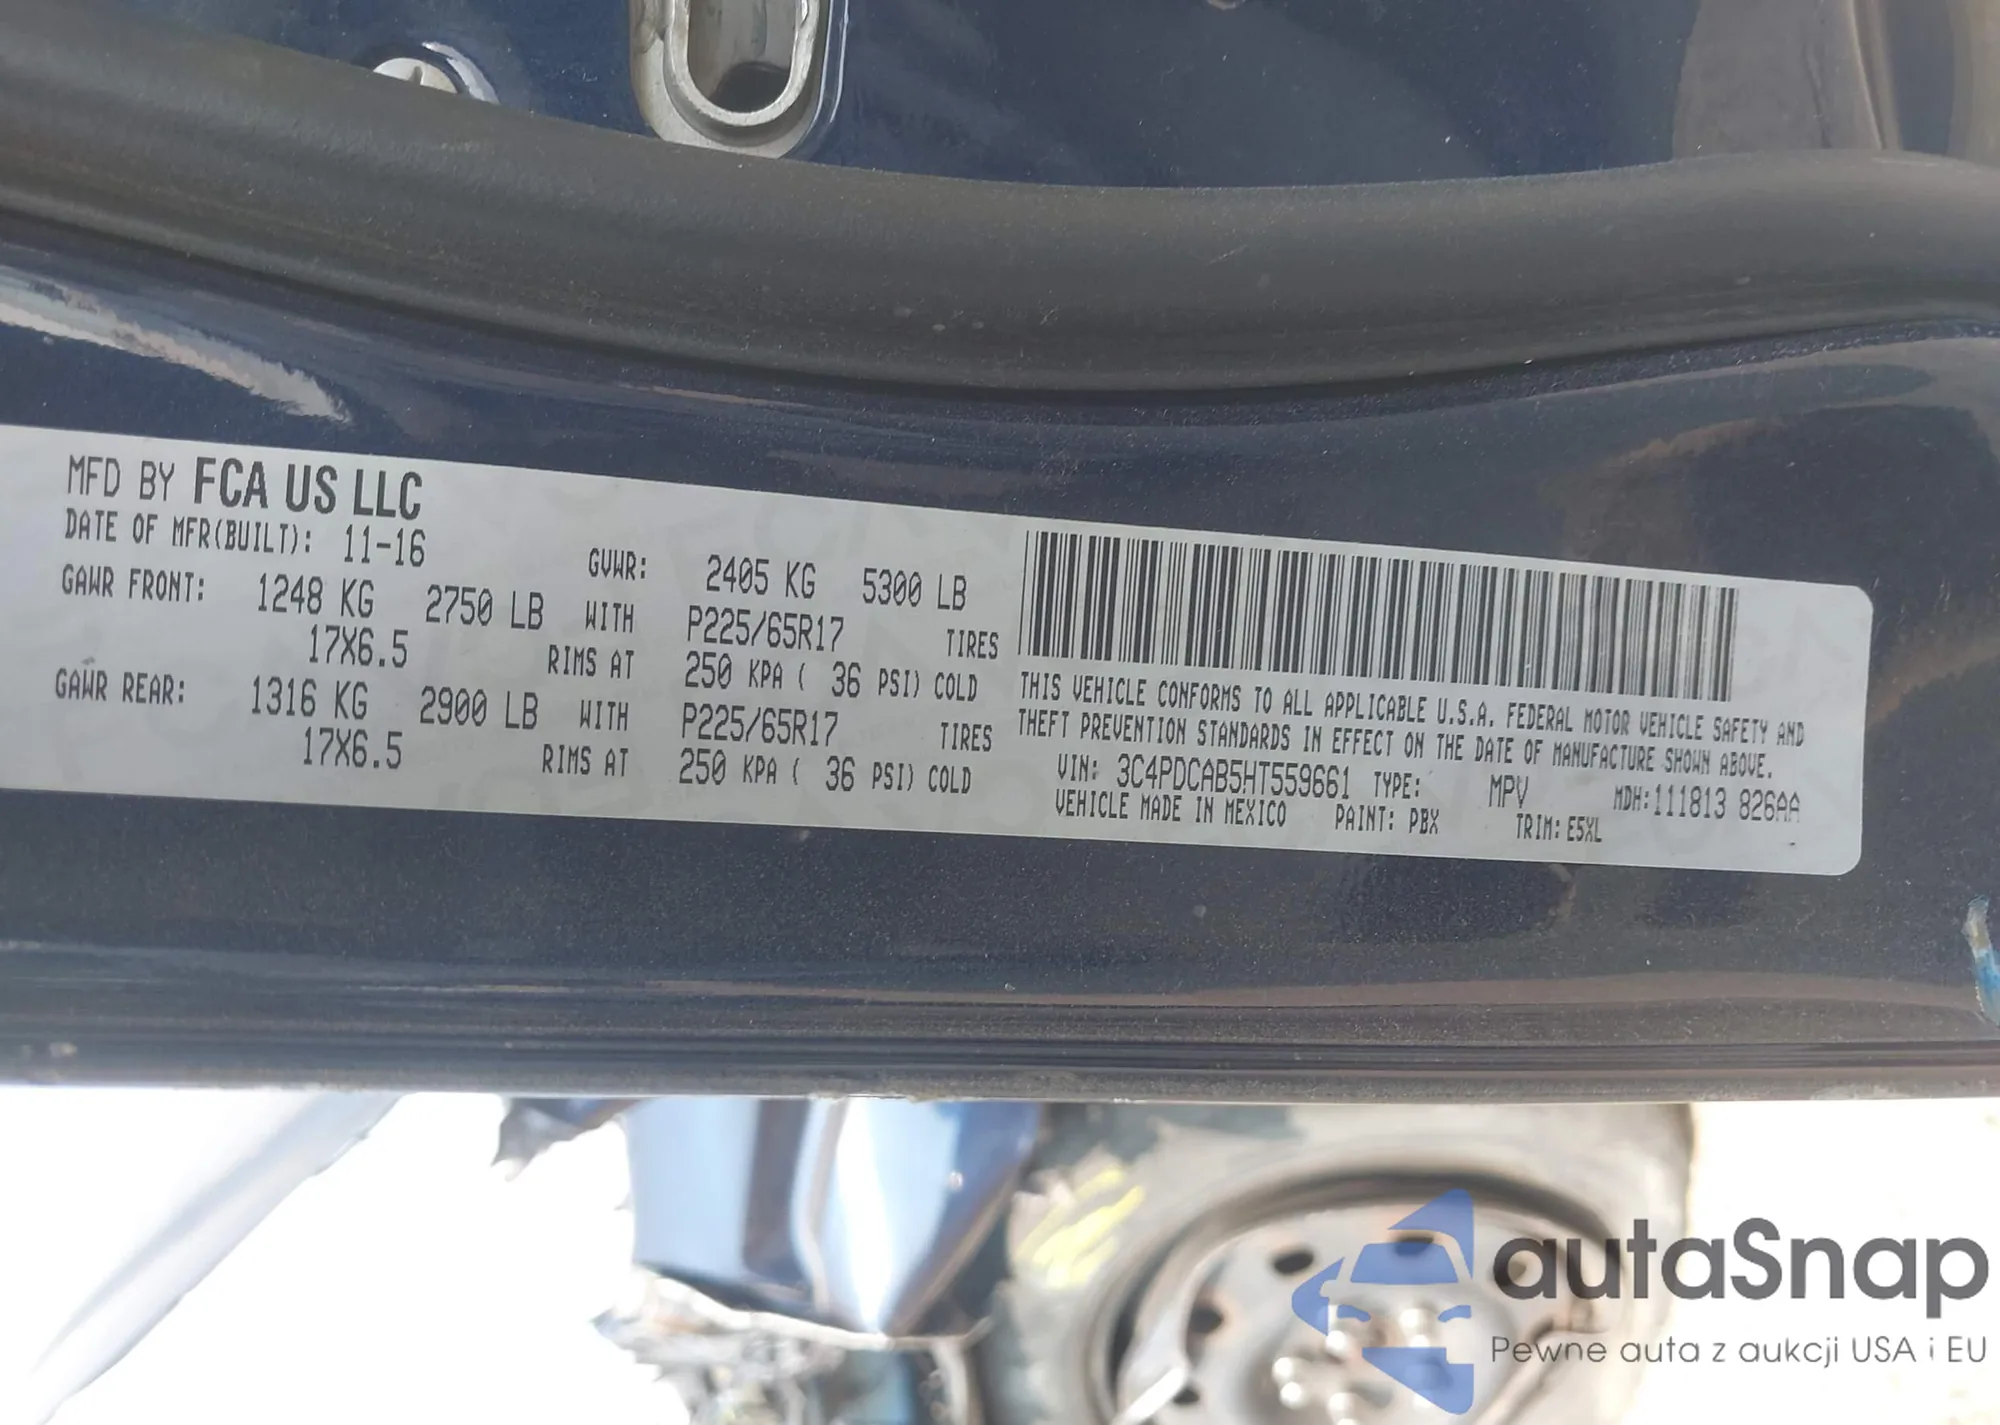 MFD BY FCA US LLC
DATE OF MFR(BUILT): 11-16 GVWR: 2405 KG 5300 LB
GAWR FRONT: 1248 KG 2750 LB WITH P225/65R17 TIRES
17X6.5 RIMS AT 250 KPA ( 36 PSI) COLD
GAWR REAR: 1316 KG 2900 LB WITH P225/65R17 TIRES
17X6.5 RIMS AT 250 KPA ( 36 PSI) COLD
THIS VEHICLE CONFORMS TO ALL APPLICABLE U.S.A. FEDERAL MOTOR VEHICLE SAFETY AND
THEFT PREVENTION STANDARDS IN EFFECT ON THE DATE OF MANUFACTURE SHOWN ABOVE.
VIN: 3C4PDCAB5HT559661 TYPE: MPV MDH:111813 826AA
VEHICLE MADE IN MEXICO PAINT: PBX TRIM: E5XL
autaSnap
Pewne auta z aukcji USA i EU